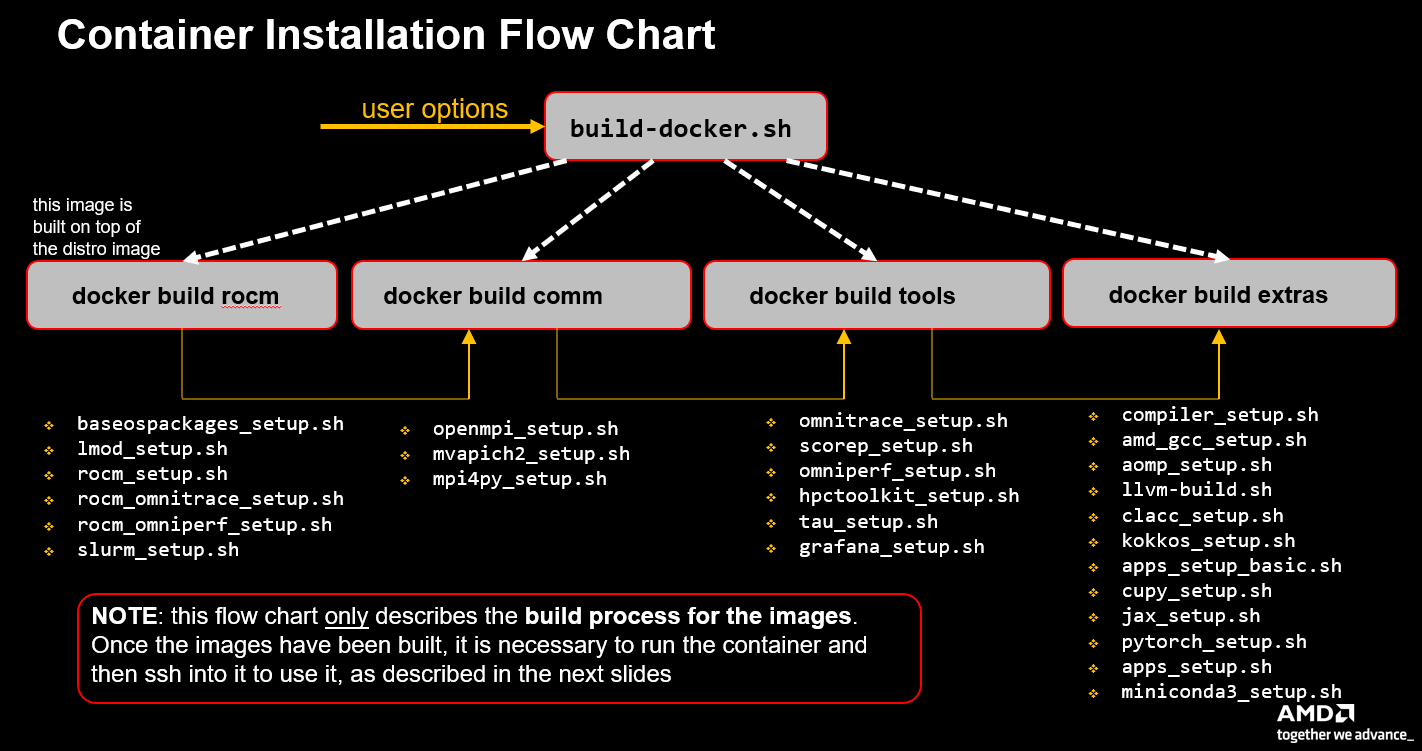 Container Installation Flow Chart
user options
build-docker.sh
this image is
built on top of
the distro image
docker build rocm
docker build comm
docker build tools
docker build extras
baseospackages_setup.sh
lmod_setup.sh
rocm_setup.sh
rocm_omnitrace_setup.sh
rocm_omniperf_setup.sh
slurm_setup.sh
openmpi_setup.sh
mvapich2_setup.sh
mpi4py_setup.sh
omnitrace_setup.sh
scorep_setup.sh
omniperf_setup.sh
hpctoolkit_setup.sh
tau_setup.sh
grafana_setup.sh
compiler_setup.sh
amd_gcc_setup.sh
aomp_setup.sh
llvm-build.sh
clacc_setup.sh
kokkos_setup.sh
apps_setup_basic.sh
cupy_setup.sh
jax_setup.sh
pytorch_setup.sh
apps_setup.sh
miniconda3_setup.sh
NOTE: this flow chart only describes the build process for the images.
Once the images have been built, it is necessary to run the container and
then ssh into it to use it, as described in the next slides
AMD
together we advance_